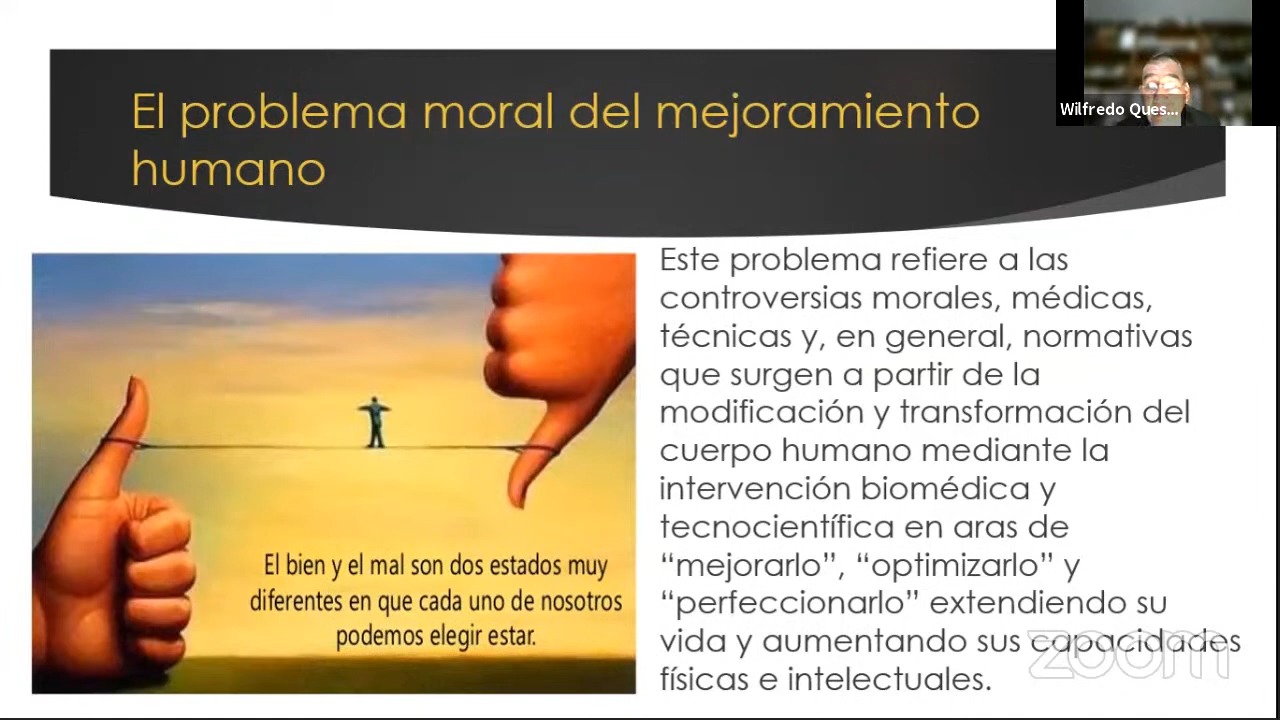 El problema moral del mejoramiento
humano
Wilfredo Ques...
Este problema refiere a las
controversias morales, médicas,
técnicas y, en general, normativas
que surgen a partir de la
modificación y transformación del
cuerpo humano mediante la
intervención biomédica y
tecnocientífica en aras de
“mejorarlo”, “optimizarlo” y
“perfeccionarlo” extendiendo su
vida y aumentando sus capacidades
físicas e intelectuales.
El bien y el mal son dos estados muy
diferentes en que cada uno de nosotros
podemos elegir estar.
zoom